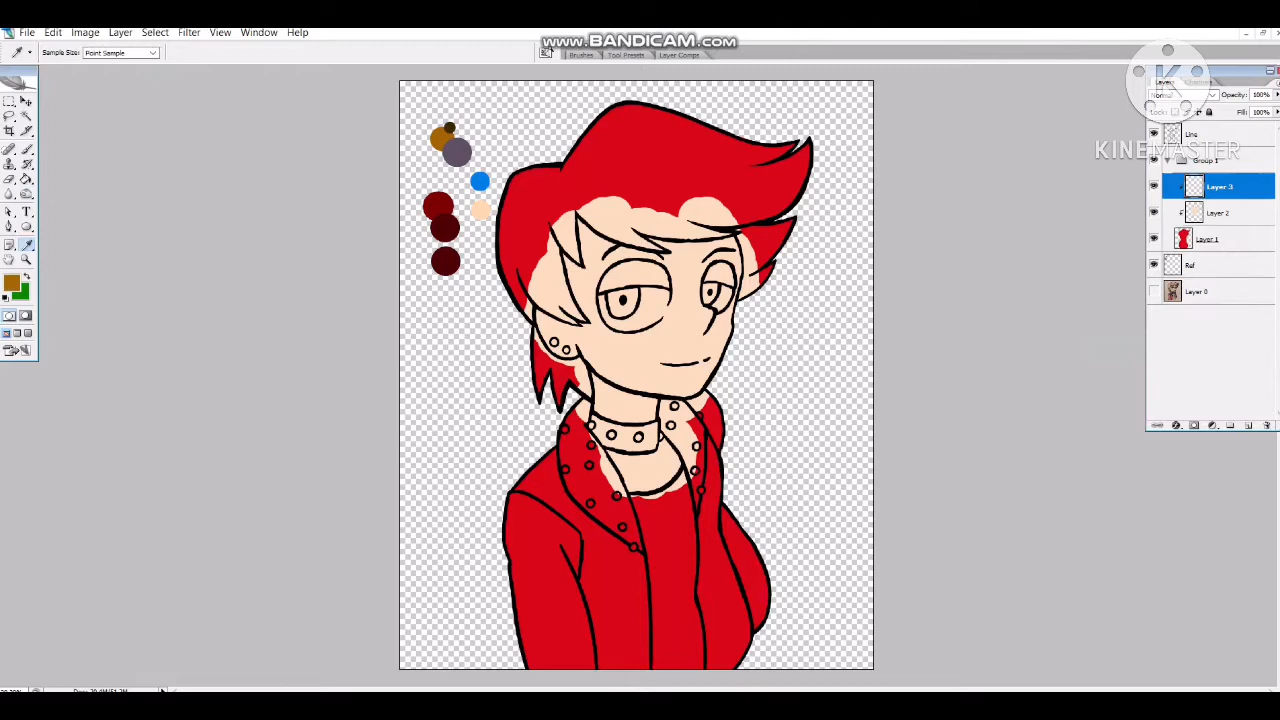 www.BANDICAM.com
File Edit Image Layer Select Filter View Window Help
Sample Size: Point Sample
Brushes Tool Presets Layer Comps
Layers Channels
Normal Opacity: 100%
Lock: Fill: 100%
KINEMASTER
Line
Group 1
Layer 3
Layer 2
Layer 1
Ref
Layer 0